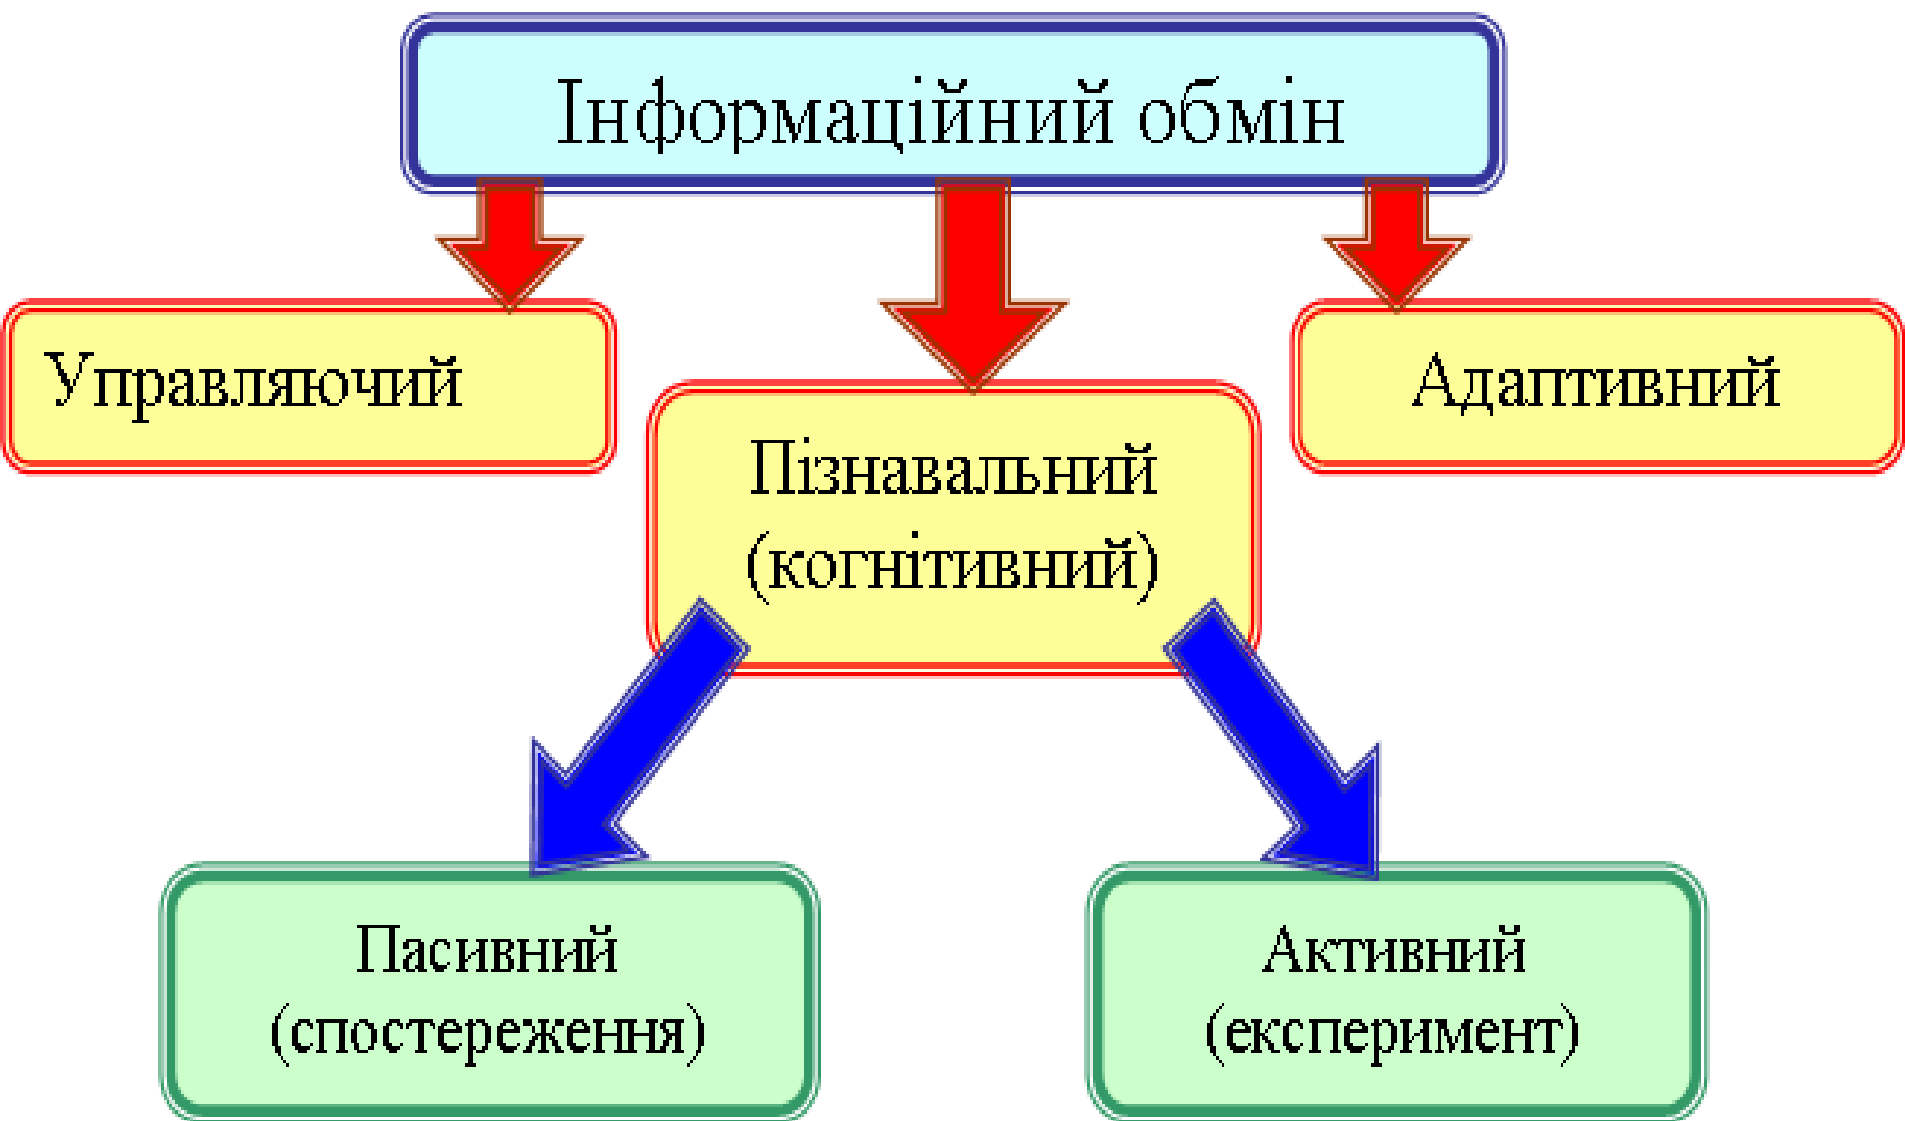 Інформаційний обмін
Управляючий
Адаптивний
Пізнавальний
(когнітивний)
Пасивний
(спостереження)
Активний
(експеримент)